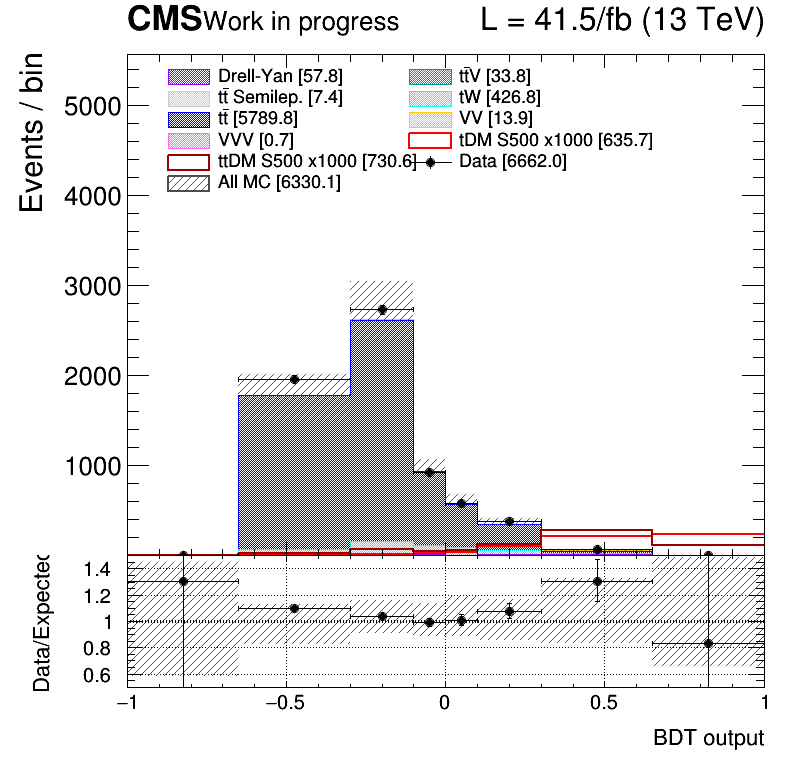 CMS Work in progress L = 41.5/fb (13 TeV)
Events / bin
Drell-Yan [57.8]
tt̄V [33.8]
tt̄ Semilep. [7.4]
tW [426.8]
tt̄ [5789.8]
VV [13.9]
VVV [0.7]
tDM S500 x1000 [635.7]
ttDM S500 x1000 [730.6]
Data [6662.0]
All MC [6330.1]
5000
4000
3000
2000
1000
Data/Expected
1.4
1.2
1
0.8
0.6
−1 −0.5 0 0.5 1
BDT output